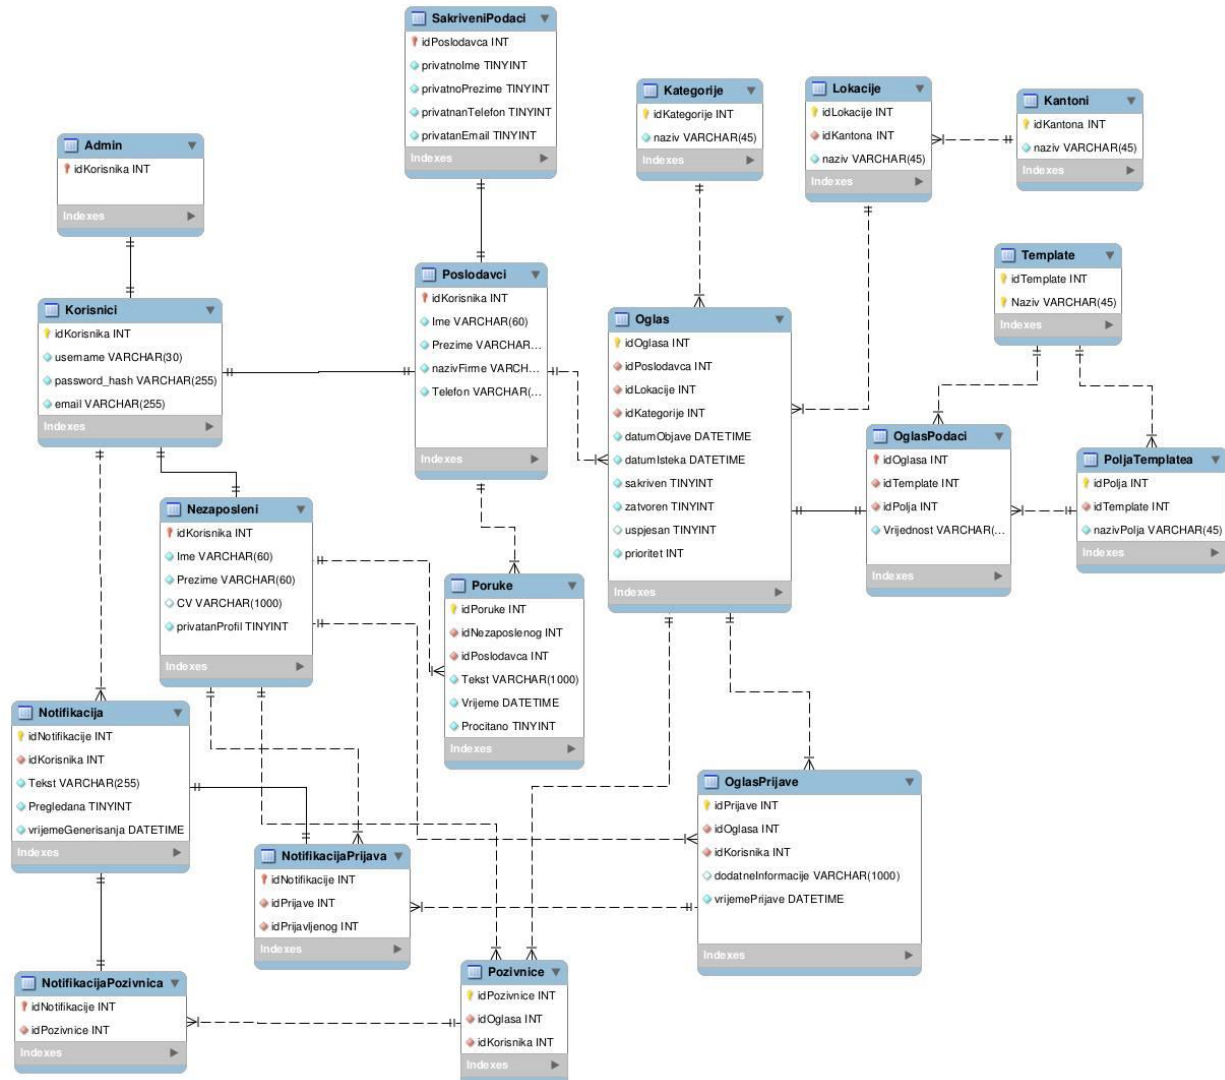 SakriveniPodaci
idPoslodavca INT
privatnoIme TINYINT
privatnoPrezime TINYINT
privatnanTelefon TINYINT
privatanEmail TINYINT
Indexes
Kategorije
idKategorije INT
naziv VARCHAR(45)
Indexes
Lokacije
idLokacije INT
idKantona INT
naziv VARCHAR(45)
Indexes
Kantoni
idKantona INT
naziv VARCHAR(45)
Indexes
Admin
idKorisnika INT
Indexes
Korisnici
idKorisnika INT
username VARCHAR(30)
password_hash VARCHAR(255)
email VARCHAR(255)
Indexes
Poslodavci
idKorisnika INT
Ime VARCHAR(60)
Prezime VARCHAR...
nazivFirme VARCH...
Telefon VARCHAR(...
Indexes
Oglas
idOglasa INT
idPoslodavca INT
idLokacije INT
idKategorije INT
datumObjave DATETIME
datumIsteka DATETIME
sakriven TINYINT
zatvoren TINYINT
uspjesan TINYINT
prioritet INT
Indexes
Template
idTemplate INT
Naziv VARCHAR(45)
Indexes
OglasPodaci
idOglasa INT
idTemplate INT
idPolja INT
Vrijednost VARCHAR(...
Indexes
PoljaTemplatea
idPolja INT
idTemplate INT
nazivPolja VARCHAR(45)
Indexes
Nezaposleni
idKorisnika INT
Ime VARCHAR(60)
Prezime VARCHAR(60)
CV VARCHAR(1000)
privatanProfil TINYINT
Indexes
Poruke
idPoruke INT
idNezaposlenog INT
idPoslodavca INT
Tekst VARCHAR(1000)
Vrijeme DATETIME
Procitano TINYINT
Indexes
Notifikacija
idNotifikacije INT
idKorisnika INT
Tekst VARCHAR(255)
Pregledana TINYINT
vrijemeGenerisanja DATETIME
Indexes
NotifikacijaPrijava
idNotifikacije INT
idPrijave INT
idPrijavljenog INT
Indexes
OglasPrijave
idPrijave INT
idOglasa INT
idKorisnika INT
dodatneInformacije VARCHAR(1000)
vrijemePrijave DATETIME
Indexes
NotifikacijaPozivnica
idNotifikacije INT
idPozivnice INT
Indexes
Pozivnice
idPozivnice INT
idOglasa INT
idKorisnika INT
Indexes